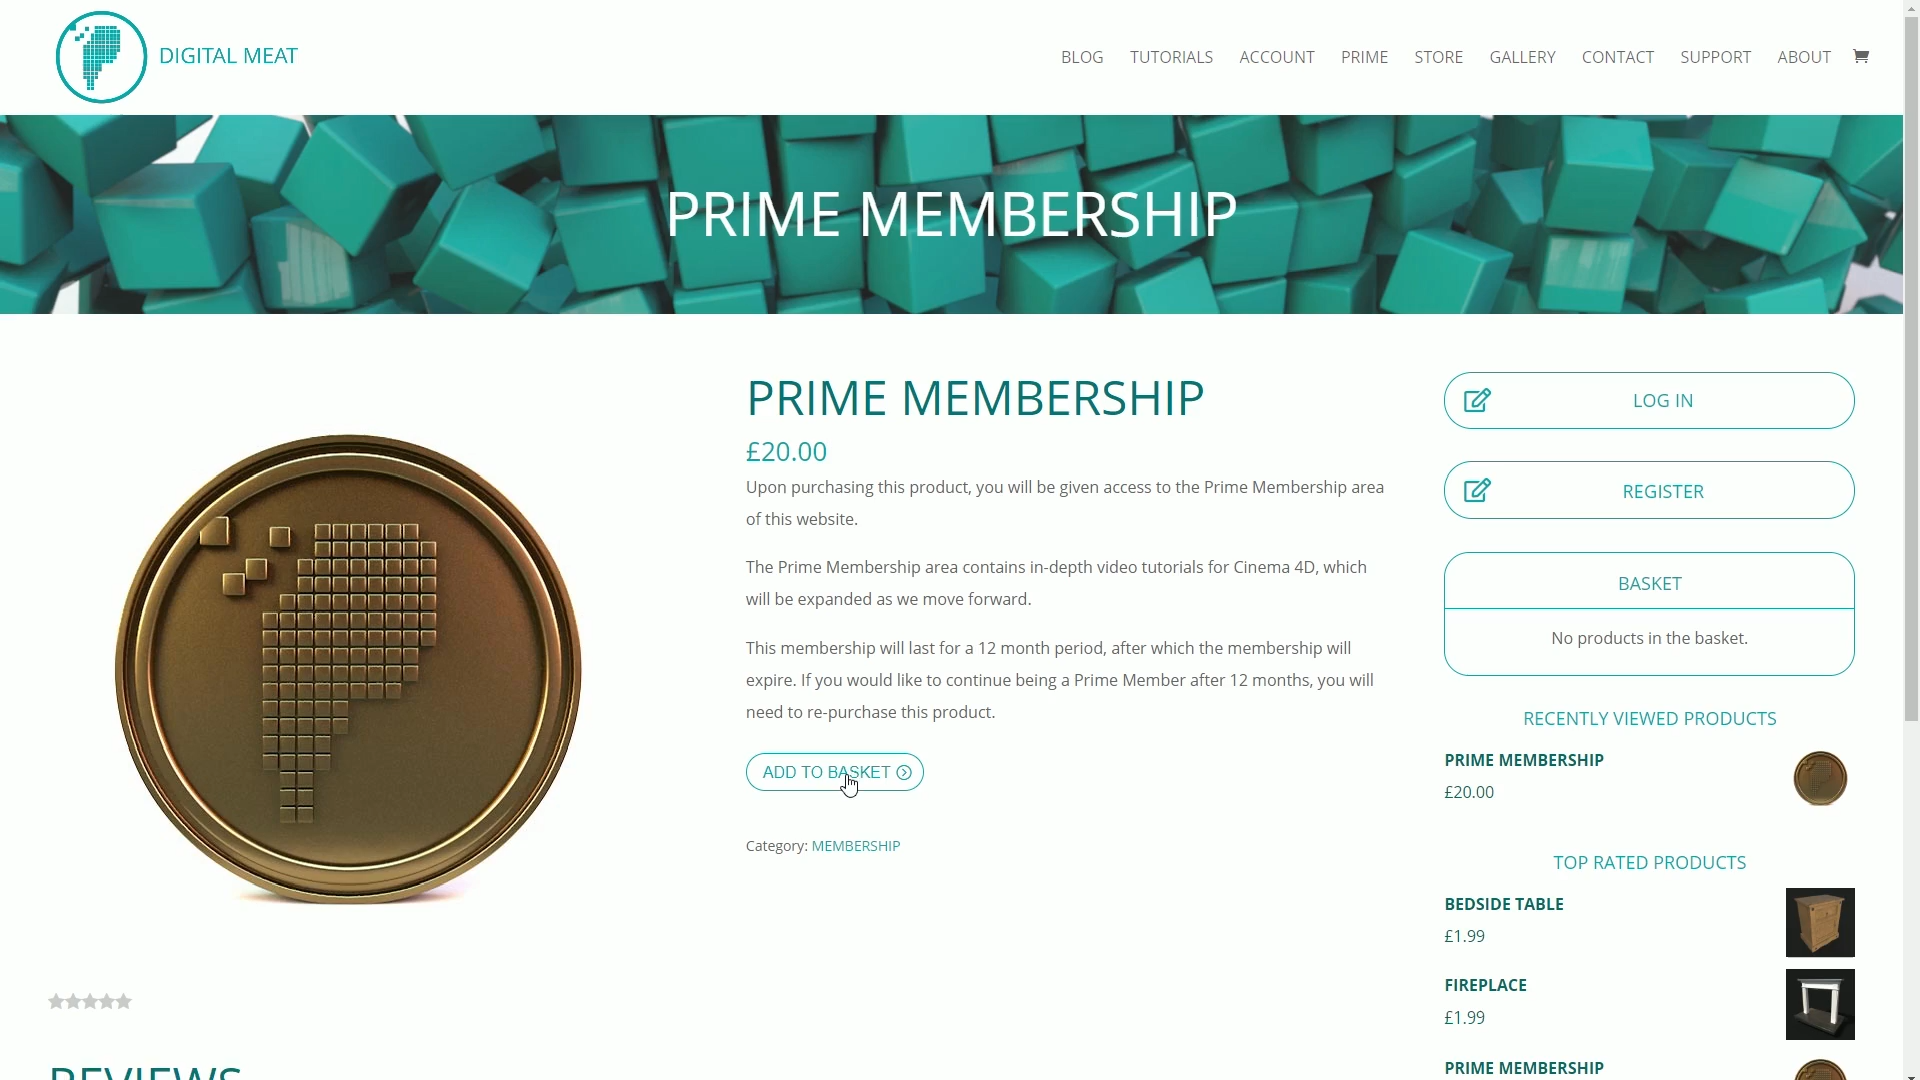 DIGITAL MEAT
BLOG TUTORIALS ACCOUNT PRIME STORE GALLERY CONTACT SUPPORT ABOUT
PRIME MEMBERSHIP
PRIME MEMBERSHIP
£20.00
Upon purchasing this product, you will be given access to the Prime Membership area
of this website.
The Prime Membership area contains in-depth video tutorials for Cinema 4D, which
will be expanded as we move forward.
This membership will last for a 12 month period, after which the membership will
expire. If you would like to continue being a Prime Member after 12 months, you will
need to re-purchase this product.
ADD TO BASKET
Category: MEMBERSHIP
REVIEWS
LOG IN
REGISTER
BASKET
No products in the basket.
RECENTLY VIEWED PRODUCTS
PRIME MEMBERSHIP
£20.00
TOP RATED PRODUCTS
BEDSIDE TABLE
£1.99
FIREPLACE
£1.99
PRIME MEMBERSHIP